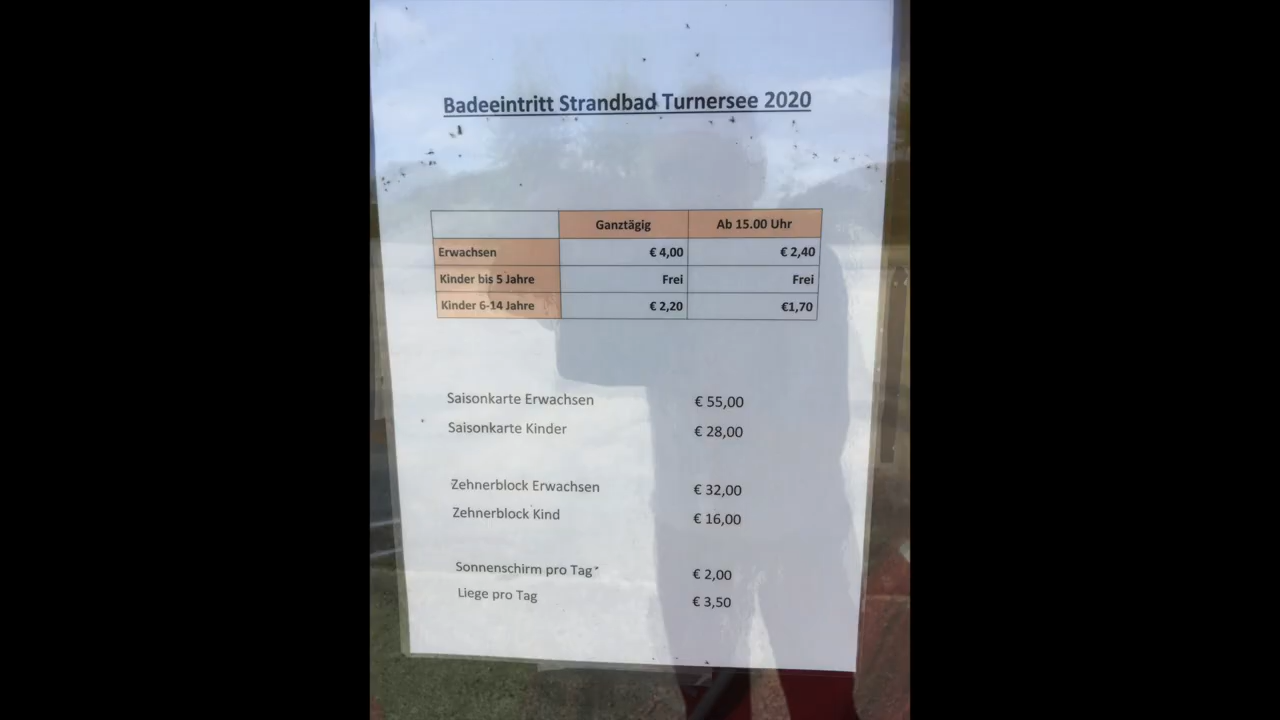 Badeeintritt Strandbad Turnersee 2020
Ganztägig Ab 15.00 Uhr
Erwachsen € 4,00 € 2,40
Kinder bis 5 Jahre Frei Frei
Kinder 6-14 Jahre € 2,20 €1,70
Saisonkarte Erwachsen € 55,00
Saisonkarte Kinder € 28,00
Zehnerblock Erwachsen € 32,00
Zehnerblock Kind € 16,00
Sonnenschirm pro Tag € 2,00
Liege pro Tag € 3,50